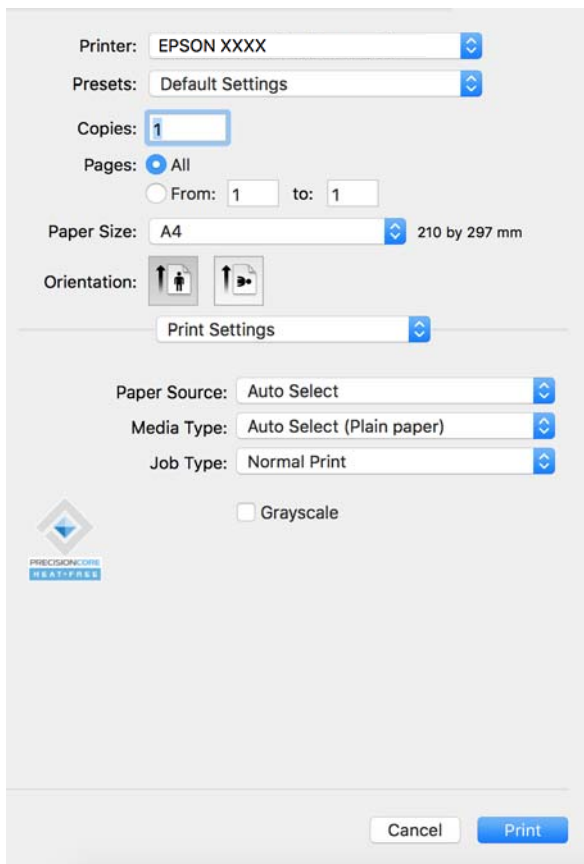 Printer: EPSON XXXX
Presets: Default Settings
Copies: 1
Pages: All
From: 1 to: 1
Paper Size: A4 210 by 297 mm
Orientation:
Print Settings
Paper Source: Auto Select
Media Type: Auto Select (Plain paper)
Job Type: Normal Print
Grayscale
PRECISIONCORE
HEAT-FREE
Cancel Print